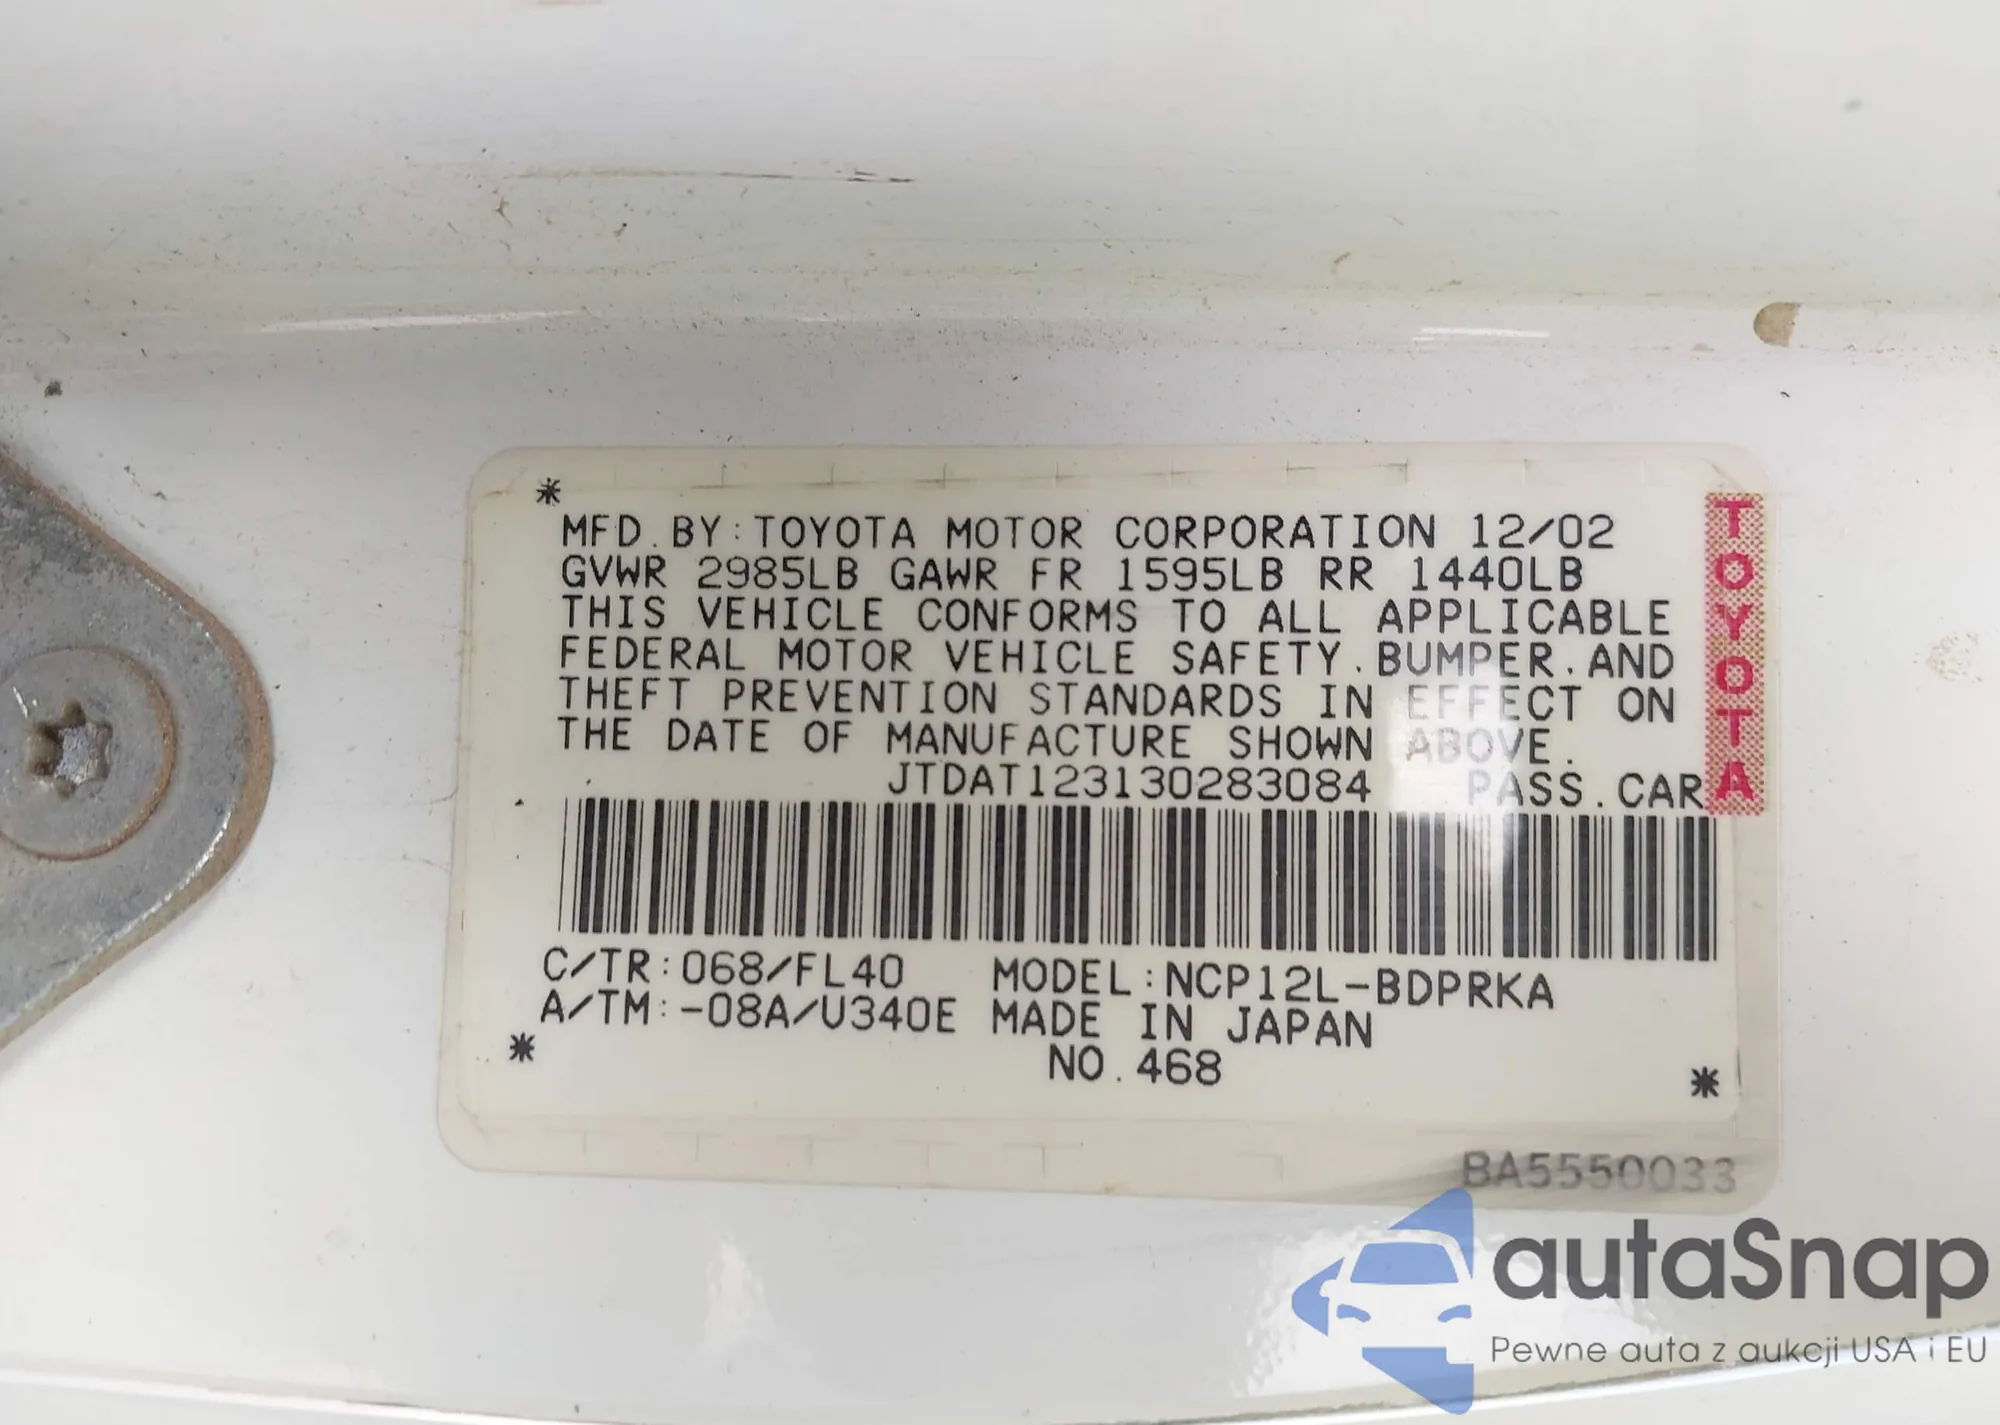 *
MFD. BY:TOYOTA MOTOR CORPORATION 12/02
GVWR 2985LB GAWR FR 1595LB RR 1440LB
THIS VEHICLE CONFORMS TO ALL APPLICABLE
FEDERAL MOTOR VEHICLE SAFETY.BUMPER.AND
THEFT PREVENTION STANDARDS IN EFFECT ON
THE DATE OF MANUFACTURE SHOWN ABOVE.
JTDAT123130283084 PASS.CAR
TOYOTA
C/TR:068/FL40 MODEL:NCP12L-BDPRKA
A/TM:-08A/U340E MADE IN JAPAN
* NO.468 *
BA5550033
autaSnap
Pewne auta z aukcji USA i EU